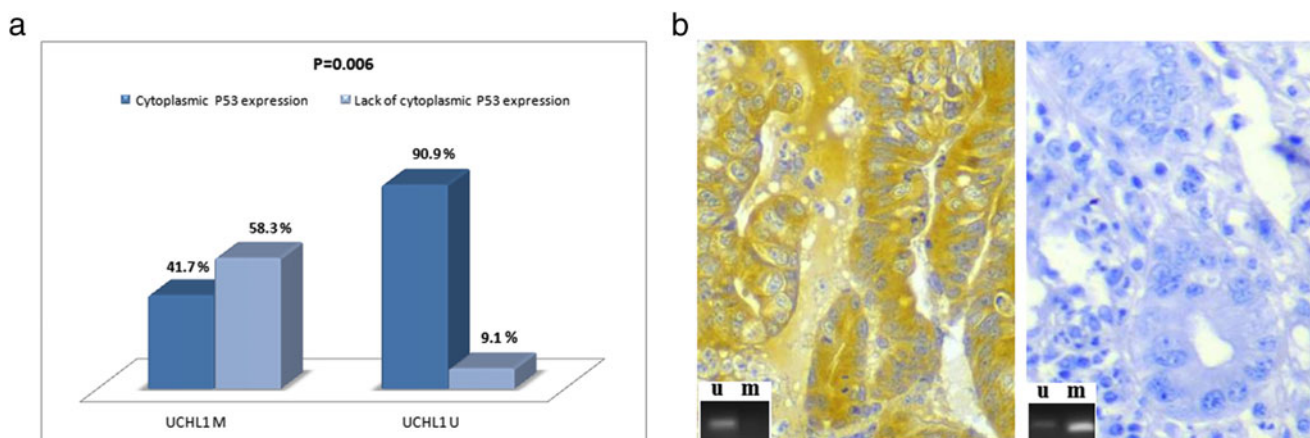 a
P=0.006
Cytoplasmic P53 expression
Lack of cytoplasmic P53 expression
41.7%
58.3%
90.9%
9.1%
UCHL1 M
UCHL1 U
b
u m
u m